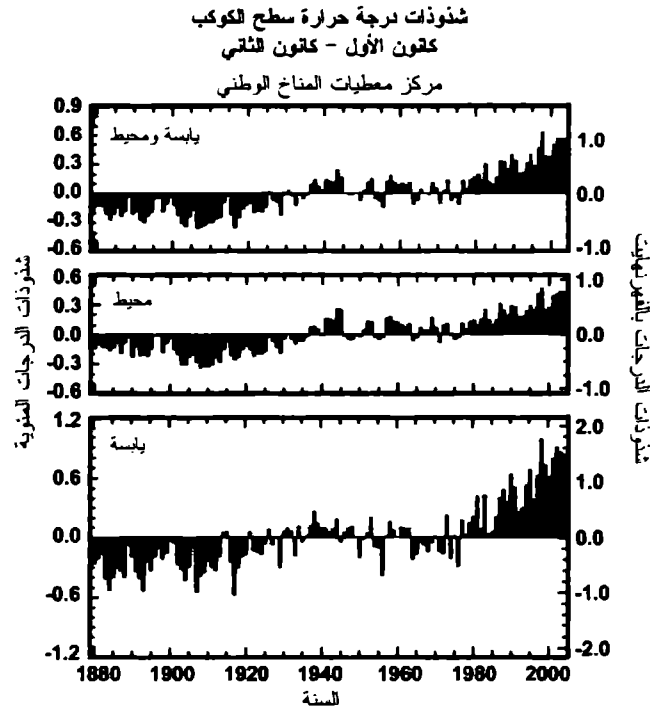 شذوذات درجة حرارة سطح الكوكب
كانون الأول - كانون الثاني
مركز معطيات المناخ الوطني
يابسة ومحيط
0.9
0.6
0.3
0.0
-0.3
-0.6
1.0
0.0
-1.0
محيط
0.6
0.3
0.0
-0.3
-0.6
1.0
0.0
-1.0
يابسة
1.2
0.6
0.0
-0.6
-1.2
2.0
1.0
0.0
-1.0
-2.0
شذوذات الدرجات المئوية
شذوذات الدرجات بالفهرنهايت
1880 1900 1920 1940 1960 1980 2000
السنة